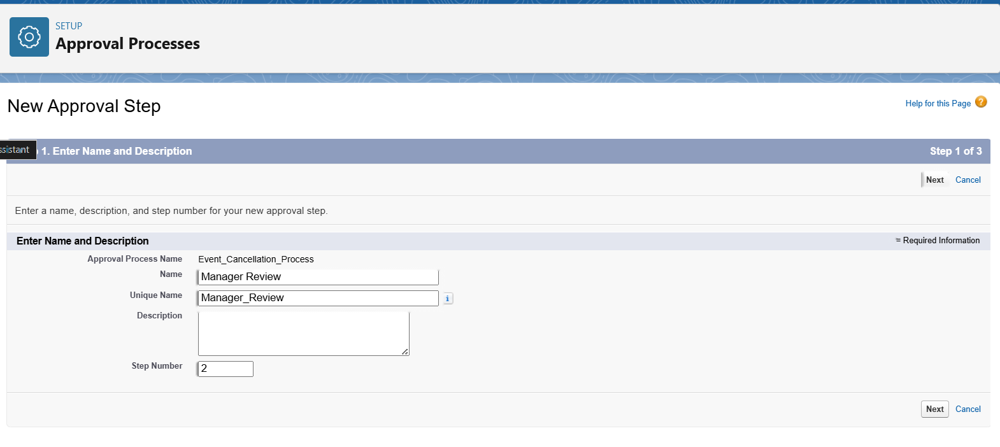 SETUP
Approval Processes
New Approval Step
Help for this Page ?
1. Enter Name and Description
Step 1 of 3
Next Cancel
Enter a name, description, and step number for your new approval step.
Enter Name and Description
= Required Information
Approval Process Name Event_Cancellation_Process
Name Manager Review
Unique Name Manager_Review i
Description
Step Number 2
Next Cancel